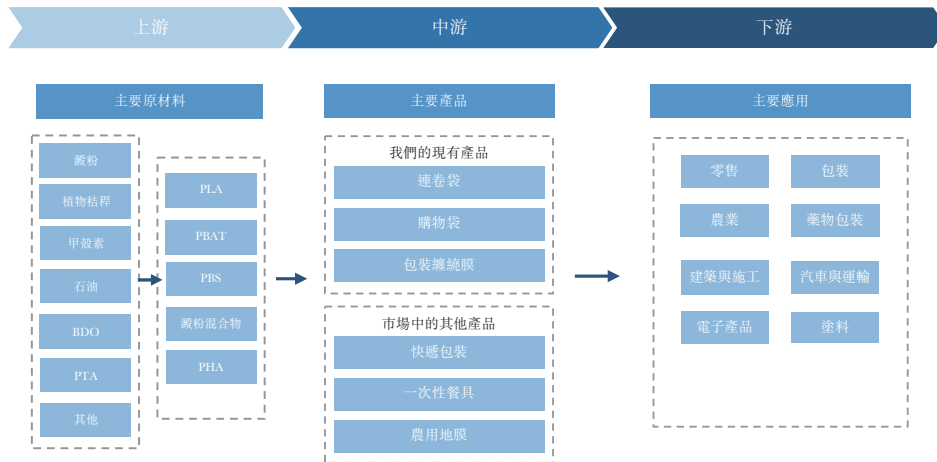 上游
中游
下游
主要原材料
主要產品
主要應用
澱粉
植物秸稈
甲殼素
石油
BDO
PTA
其他
PLA
PBAT
PBS
澱粉混合物
PHA
我們的現有產品
連卷袋
購物袋
包裝纏繞膜
市場中的其他產品
快遞包裝
一次性餐具
農用地膜
零售
包裝
農業
藥物包裝
建築與施工
汽車與運輸
電子產品
塗料